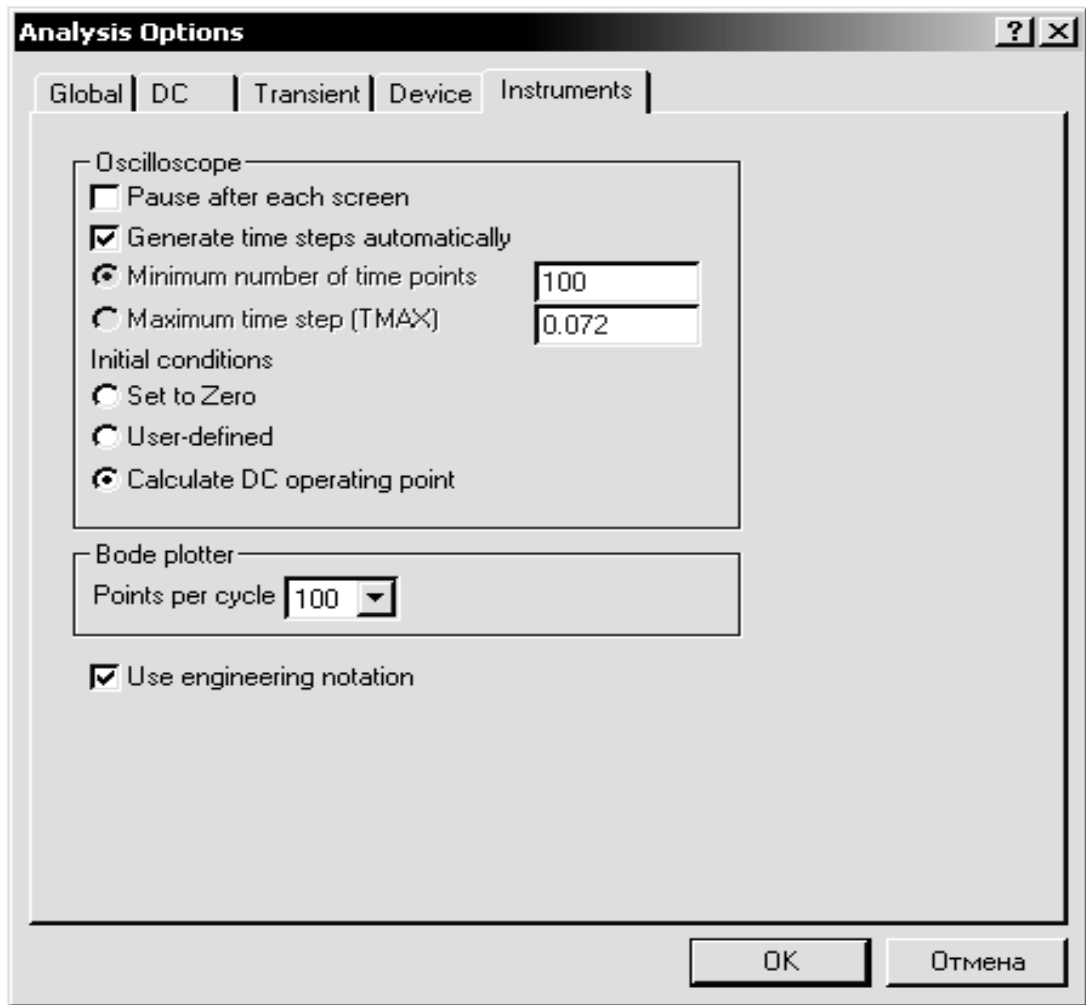 Analysis Options
Global DC Transient Device Instruments
Oscilloscope
Pause after each screen
Generate time steps automatically
Minimum number of time points 100
Maximum time step (TMAX) 0.072
Initial conditions
Set to Zero
User-defined
Calculate DC operating point
Bode plotter
Points per cycle 100
Use engineering notation
OK Отмена